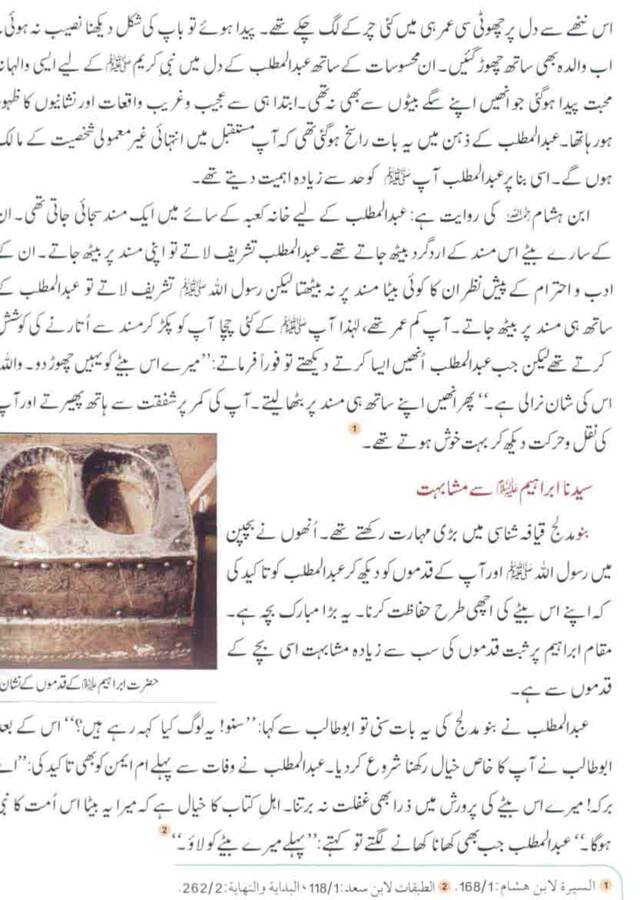 اس ننھے سے دل پر چھوٹی سی عمر ہی میں کئی چرکے لگ چکے تھے۔ پیدا ہوئے تو باپ کی شکل دیکھنا نصیب نہ ہوئی۔
اب والدہ بھی ساتھ چھوڑ گئیں۔ ان محسوسات کے ساتھ عبدالمطلب کے دل میں نبی کریم ﷺ کے لیے ایسی والہانہ
محبت پیدا ہوگئی جو انھیں اپنے سگے بیٹوں سے بھی نہ تھی۔ ابتدا ہی سے عجیب و غریب واقعات اور نشانیوں کا ظہور
ہو رہا تھا۔ عبدالمطلب کے ذہن میں یہ بات راسخ ہوگئی تھی کہ آپ مستقبل میں انتہائی غیر معمولی شخصیت کے مالک
ہوں گے۔ اسی بنا پر عبدالمطلب آپ ﷺ کو حد سے زیادہ اہمیت دیتے تھے۔
ابن ہشام رحمہ اللہ کی روایت ہے: عبدالمطلب کے لیے خانہ کعبہ کے سائے میں ایک مسند سجائی جاتی تھی۔ ان
کے سارے بیٹے اس مسند کے اردگرد بیٹھ جاتے تھے۔ عبدالمطلب تشریف لاتے تو اپنی مسند پر بیٹھ جاتے۔ ان کے
ادب و احترام کے پیش نظر ان کا کوئی بیٹا مسند پر نہ بیٹھتا لیکن رسول اللہ ﷺ تشریف لاتے تو عبدالمطلب کے
ساتھ ہی مسند پر بیٹھ جاتے۔ آپ کم عمر تھے، لہٰذا آپ ﷺ کے کئی چچا آپ کو پکڑ کر مسند سے اُتارنے کی کوشش
کرتے تھے لیکن جب عبدالمطلب اُنھیں ایسا کرتے دیکھتے تو فوراً فرماتے: ”میرے اس بیٹے کو یہیں چھوڑ دو۔ واللہ!
اس کی شان نرالی ہے۔“ پھر انھیں اپنے ساتھ ہی مسند پر بٹھا لیتے۔ آپ کی کمر پر شفقت سے ہاتھ پھیرتے اور آپ
کی نقل و حرکت دیکھ کر بہت خوش ہوتے تھے۔ 1
سیدنا ابراہیم علیہ السلام سے مشابہت
بنو مدلج قیافہ شناسی میں بڑی مہارت رکھتے تھے۔ اُنھوں نے بچپن
میں رسول اللہ ﷺ اور آپ کے قدموں کو دیکھ کر عبدالمطلب کو تاکید کی
کہ اپنے اس بیٹے کی اچھی طرح حفاظت کرنا۔ یہ بڑا مبارک بچہ ہے۔
مقام ابراہیم پر ثبت قدموں کی سب سے زیادہ مشابہت اسی بچے کے
قدموں سے ہے۔
حضرت ابراہیم علیہ السلام کے قدموں کے نشان
عبدالمطلب نے بنو مدلج کی یہ بات سنی تو ابوطالب سے کہا: ”سنو! یہ لوگ کیا کہہ رہے ہیں؟“ اس کے بعد
ابوطالب نے آپ کا خاص خیال رکھنا شروع کر دیا۔ عبدالمطلب نے وفات سے پہلے ام ایمن کو بھی تاکید کی: ”اے
برکہ! میرے اس بیٹے کی پرورش میں ذرا بھی غفلت نہ برتنا۔ اہلِ کتاب کا خیال ہے کہ میرا یہ بیٹا اس اُمت کا نبی
ہوگا۔“ عبدالمطلب جب بھی کھانا کھانے لگتے تو کہتے: ”پہلے میرے بیٹے کو لاؤ۔“ 2
1 السيرة لابن هشام: 168/1. 2 الطبقات لابن سعد: 118/1، البداية والنهاية: 262/2.